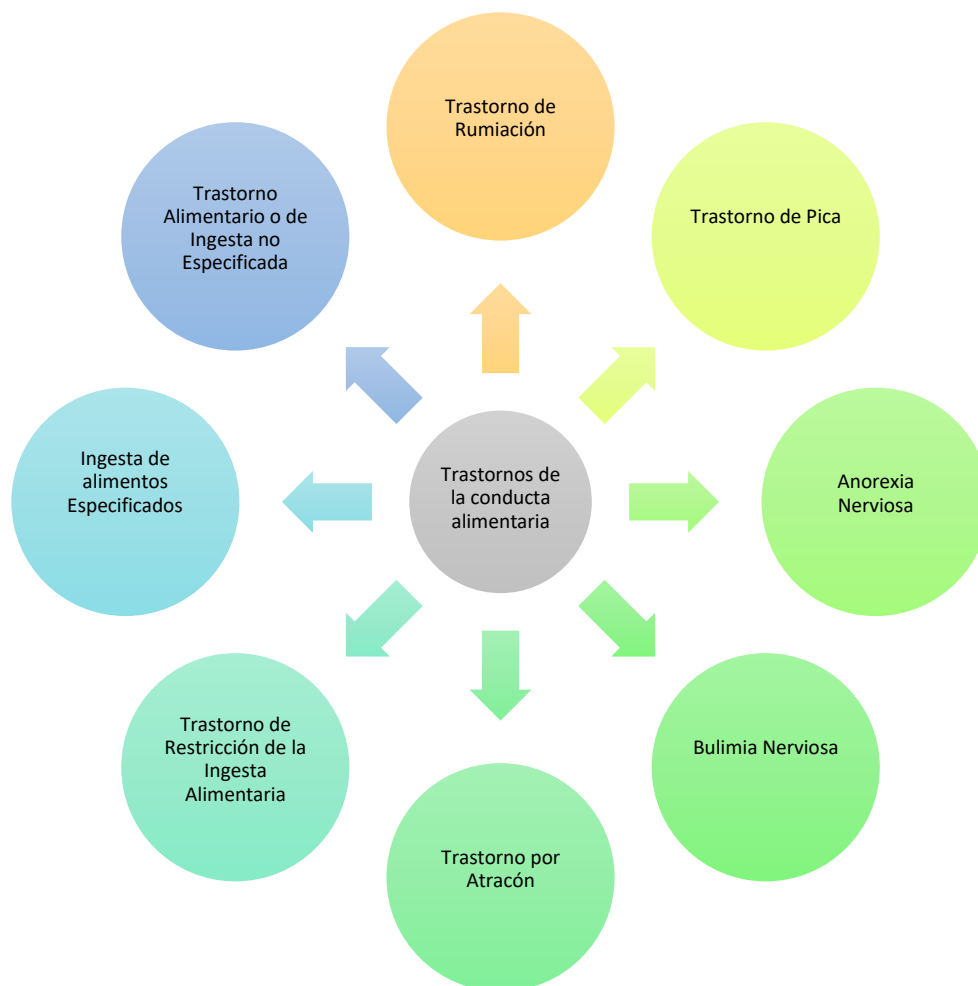 Trastorno de
Rumiación
Trastorno de Pica
Anorexia
Nerviosa
Bulimia Nerviosa
Trastorno por
Atracón
Trastorno de
Restricción de la
Ingesta
Alimentaria
Ingesta de
alimentos
Especificados
Trastorno
Alimentario o de
Ingesta no
Especificada
Trastornos de
la conducta
alimentaria